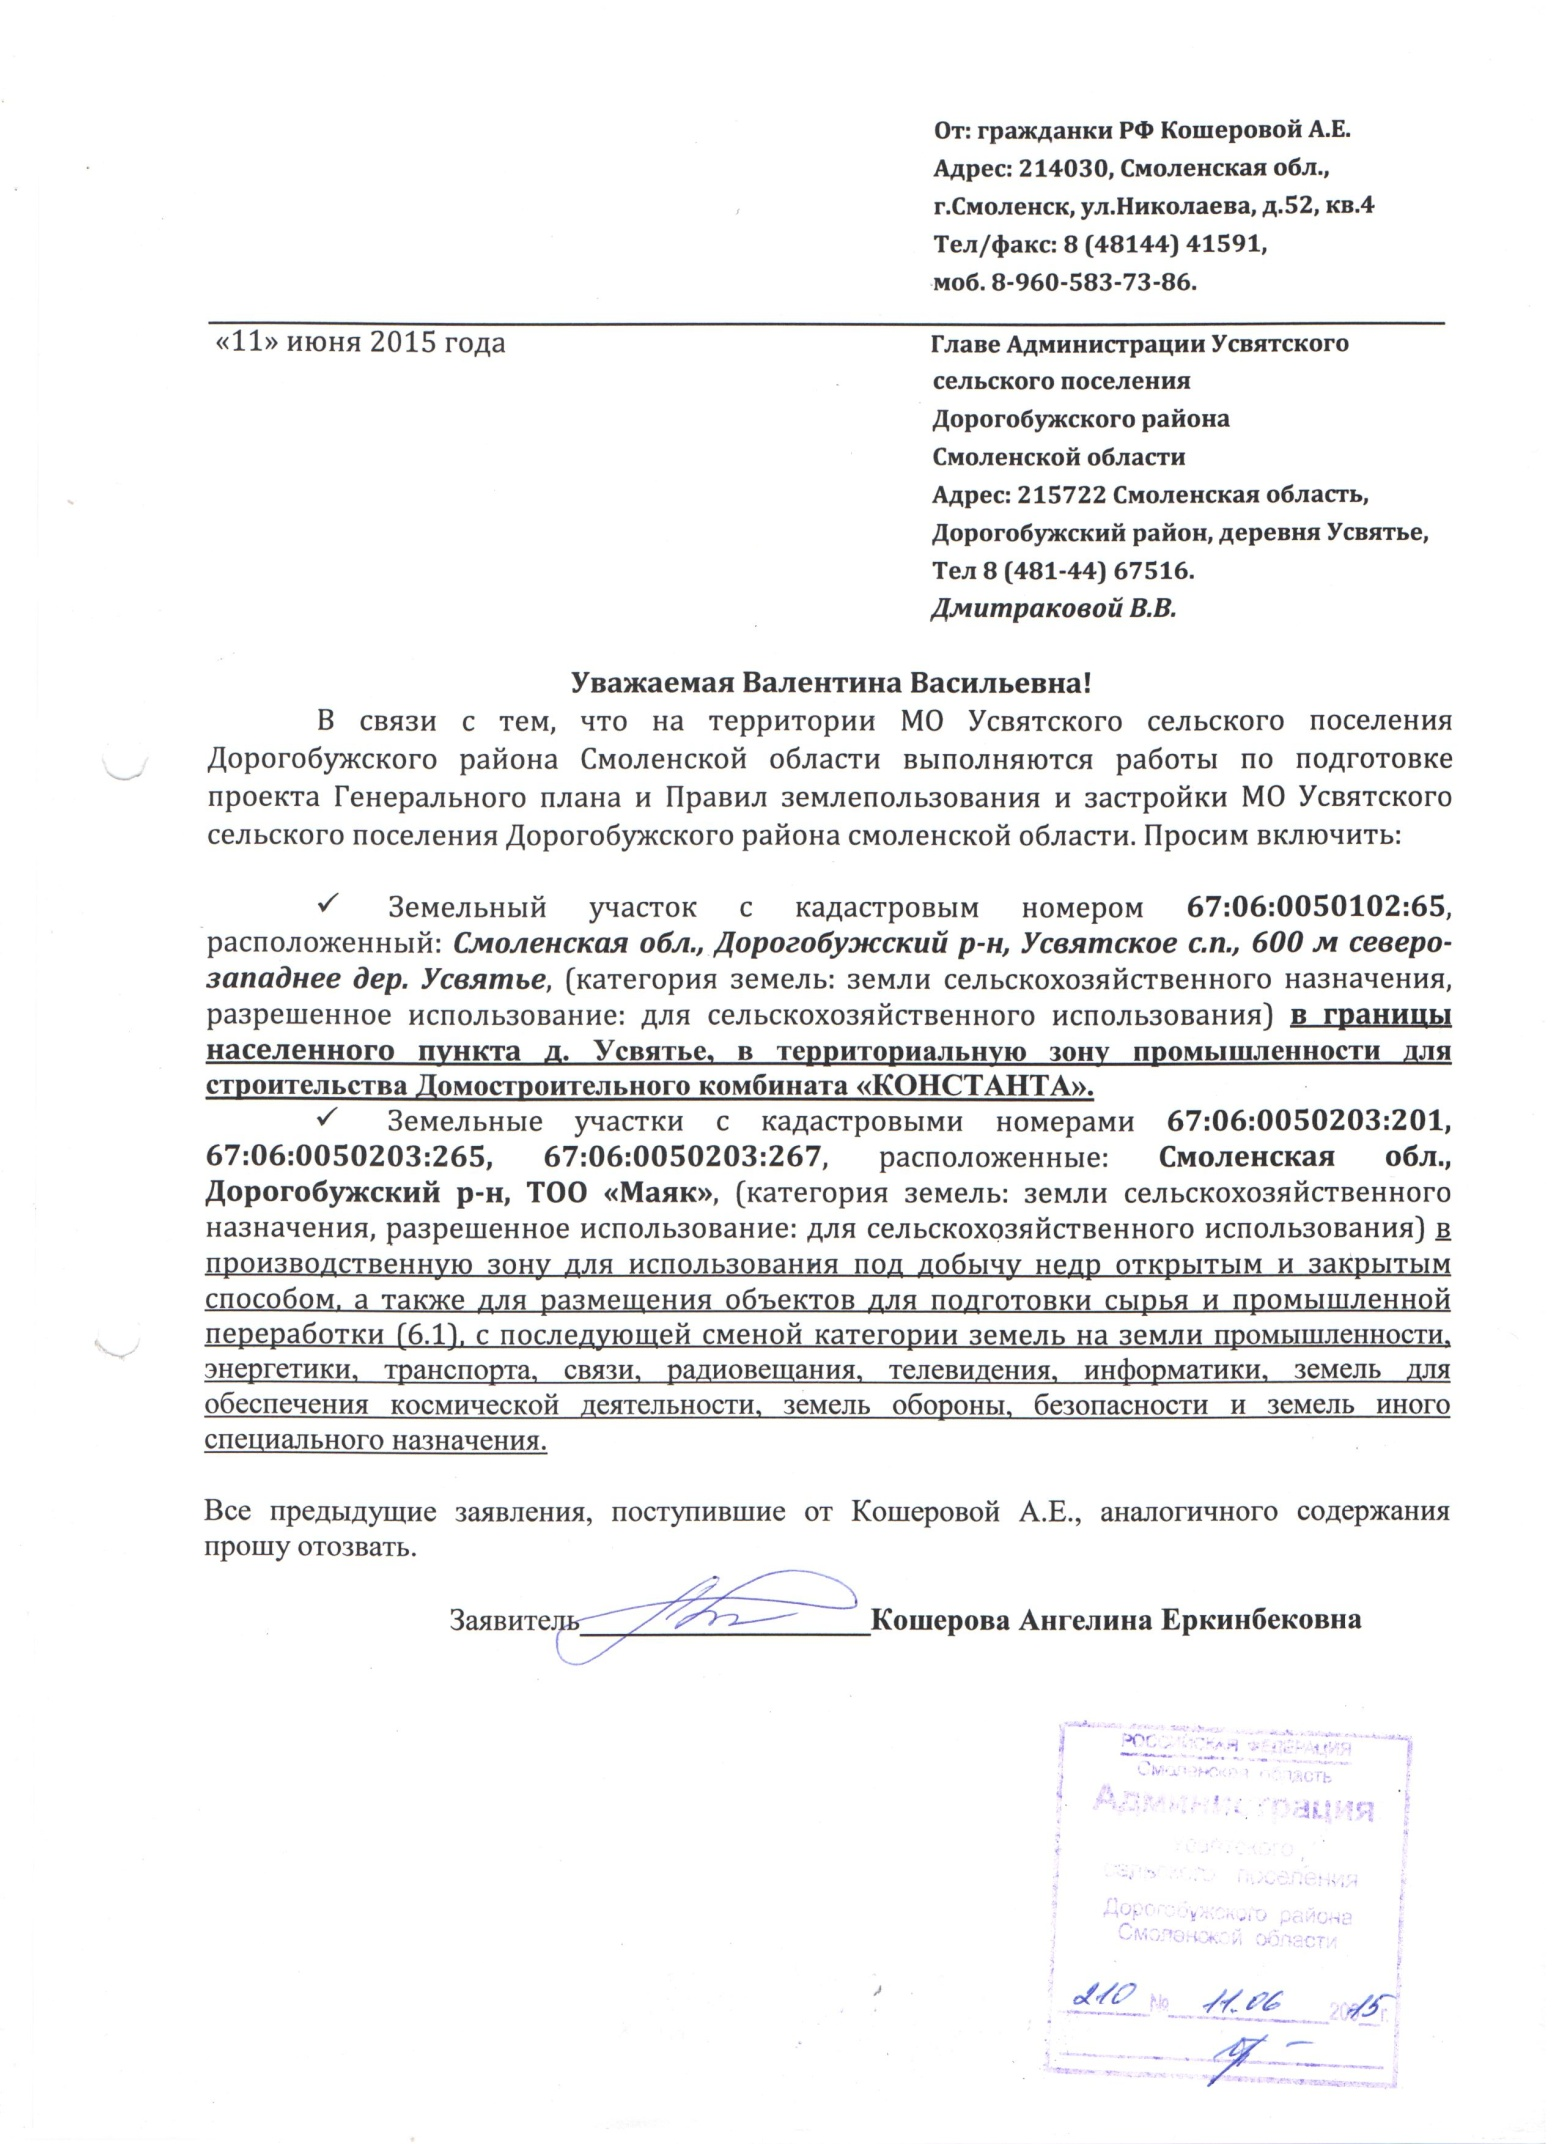 От: гражданки РФ Кошеровой А.Е.
Адрес: 214030, Смоленская обл.,
г.Смоленск, ул.Николаева, д.52, кв.4
Тел/факс: 8 (48144) 41591,
моб. 8-960-583-73-86.
«11» июня 2015 года
Главе Администрации Усвятского
сельского поселения
Дорогобужского района
Смоленской области
Адрес: 215722 Смоленская область,
Дорогобужский район, деревня Усвятье,
Тел 8 (481-44) 67516.
Дмитраковой В.В.
Уважаемая Валентина Васильевна!
В связи с тем, что на территории МО Усвятского сельского поселения
Дорогобужского района Смоленской области выполняются работы по подготовке
проекта Генерального плана и Правил землепользования и застройки МО Усвятского
сельского поселения Дорогобужского района смоленской области. Просим включить:
✓ Земельный участок с кадастровым номером 67:06:0050102:65,
расположенный: Смоленская обл., Дорогобужский р-н, Усвятское с.п., 600 м северо-
западнее дер. Усвятье, (категория земель: земли сельскохозяйственного назначения,
разрешенное использование: для сельскохозяйственного использования) в границы
населенного пункта д. Усвятье, в территориальную зону промышленности для
строительства Домостроительного комбината «КОНСТАНТА».
✓ Земельные участки с кадастровыми номерами 67:06:0050203:201,
67:06:0050203:265, 67:06:0050203:267, расположенные: Смоленская обл.,
Дорогобужский р-н, ТОО «Маяк», (категория земель: земли сельскохозяйственного
назначения, разрешенное использование: для сельскохозяйственного использования) в
производственную зону для использования под добычу недр открытым и закрытым
способом, а также для размещения объектов для подготовки сырья и промышленной
переработки (6.1), с последующей сменой категории земель на земли промышленности,
энергетики, транспорта, связи, радиовещания, телевидения, информатики, земель для
обеспечения космической деятельности, земель обороны, безопасности и земель иного
специального назначения.
Все предыдущие заявления, поступившие от Кошеровой А.Е., аналогичного содержания
прошу отозвать.
Заявитель Кошерова Ангелина Еркинбековна
РОССИЙСКАЯ ФЕДЕРАЦИЯ
Смоленская область
Администрация
Усвятского
сельского поселения
Дорогобужского района
Смоленской области
210 № 11.06 2015 г.